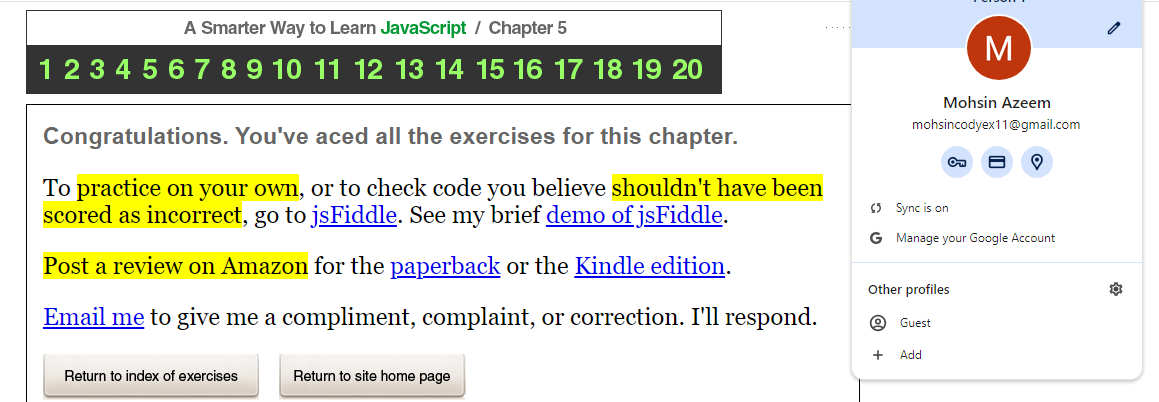 A Smarter Way to Learn JavaScript / Chapter 5
1 2 3 4 5 6 7 8 9 10 11 12 13 14 15 16 17 18 19 20
Congratulations. You've aced all the exercises for this chapter.
To practice on your own, or to check code you believe shouldn't have been
scored as incorrect, go to jsFiddle. See my brief demo of jsFiddle.
Post a review on Amazon for the paperback or the Kindle edition.
Email me to give me a compliment, complaint, or correction. I'll respond.
Return to index of exercises
Return to site home page
M
Mohsin Azeem
mohsincodyex11@gmail.com
Sync is on
G Manage your Google Account
Other profiles
Guest
Add